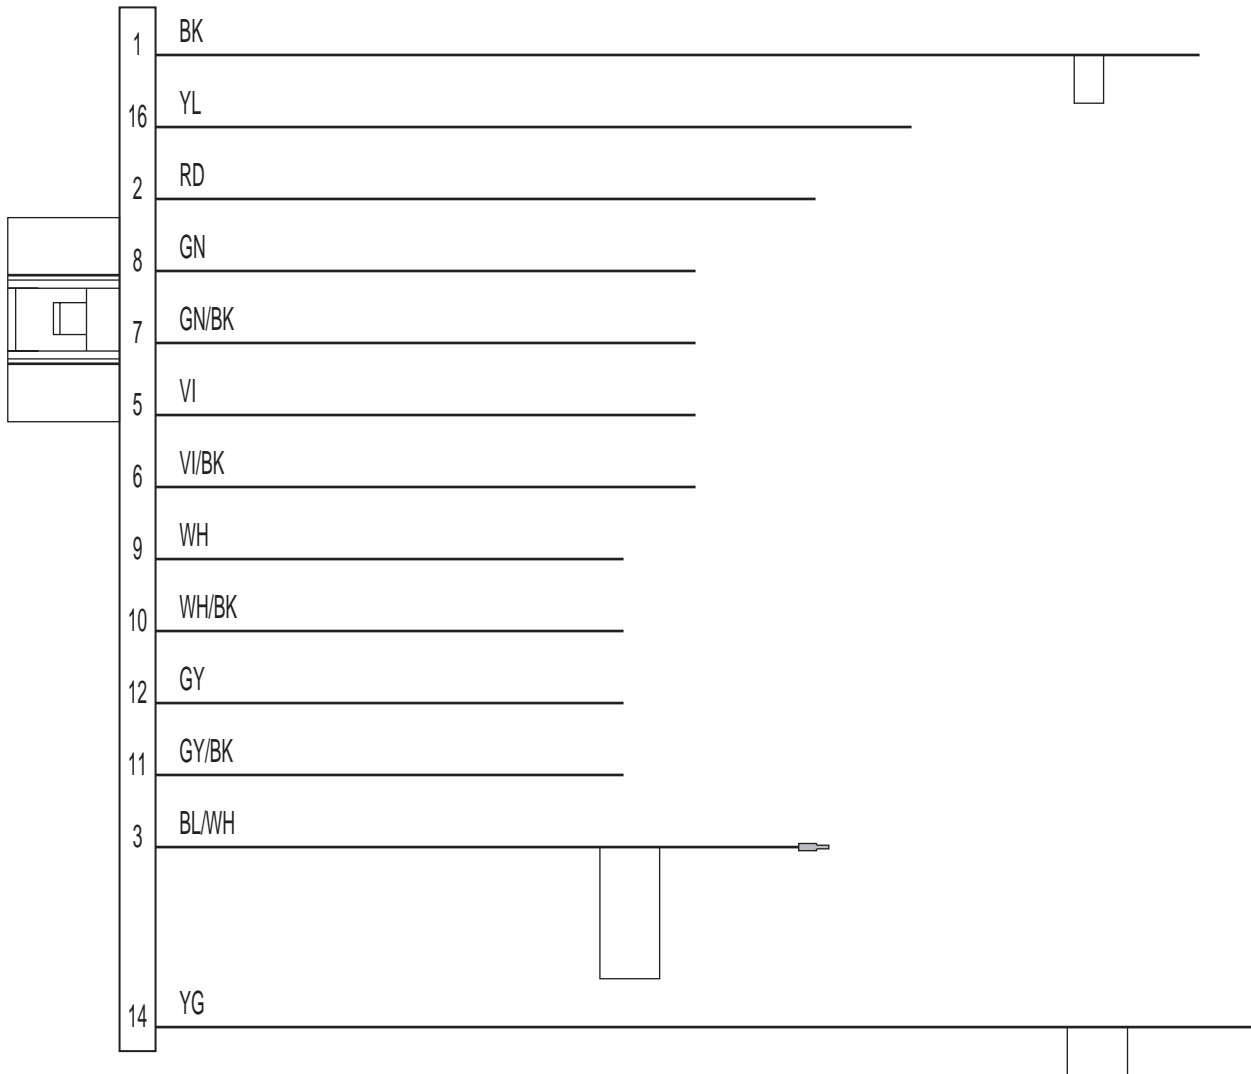 1 BK
16 YL
2 RD
8 GN
7 GN/BK
5 VI
6 VI/BK
9 WH
10 WH/BK
12 GY
11 GY/BK
3 BL/WH
14 YG